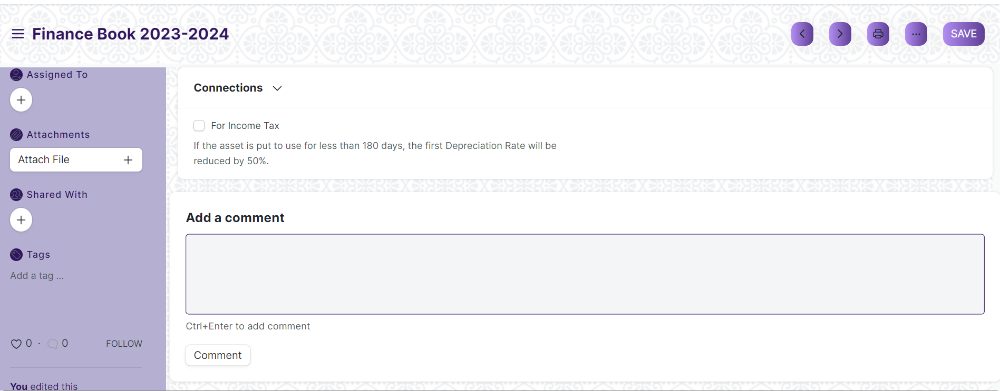 Finance Book 2023-2024
SAVE
Assigned To
Attachments
Attach File
Shared With
Tags
Add a tag ...
0 · 0 FOLLOW
You edited this
Connections
For Income Tax
If the asset is put to use for less than 180 days, the first Depreciation Rate will be
reduced by 50%.
Add a comment
Ctrl+Enter to add comment
Comment